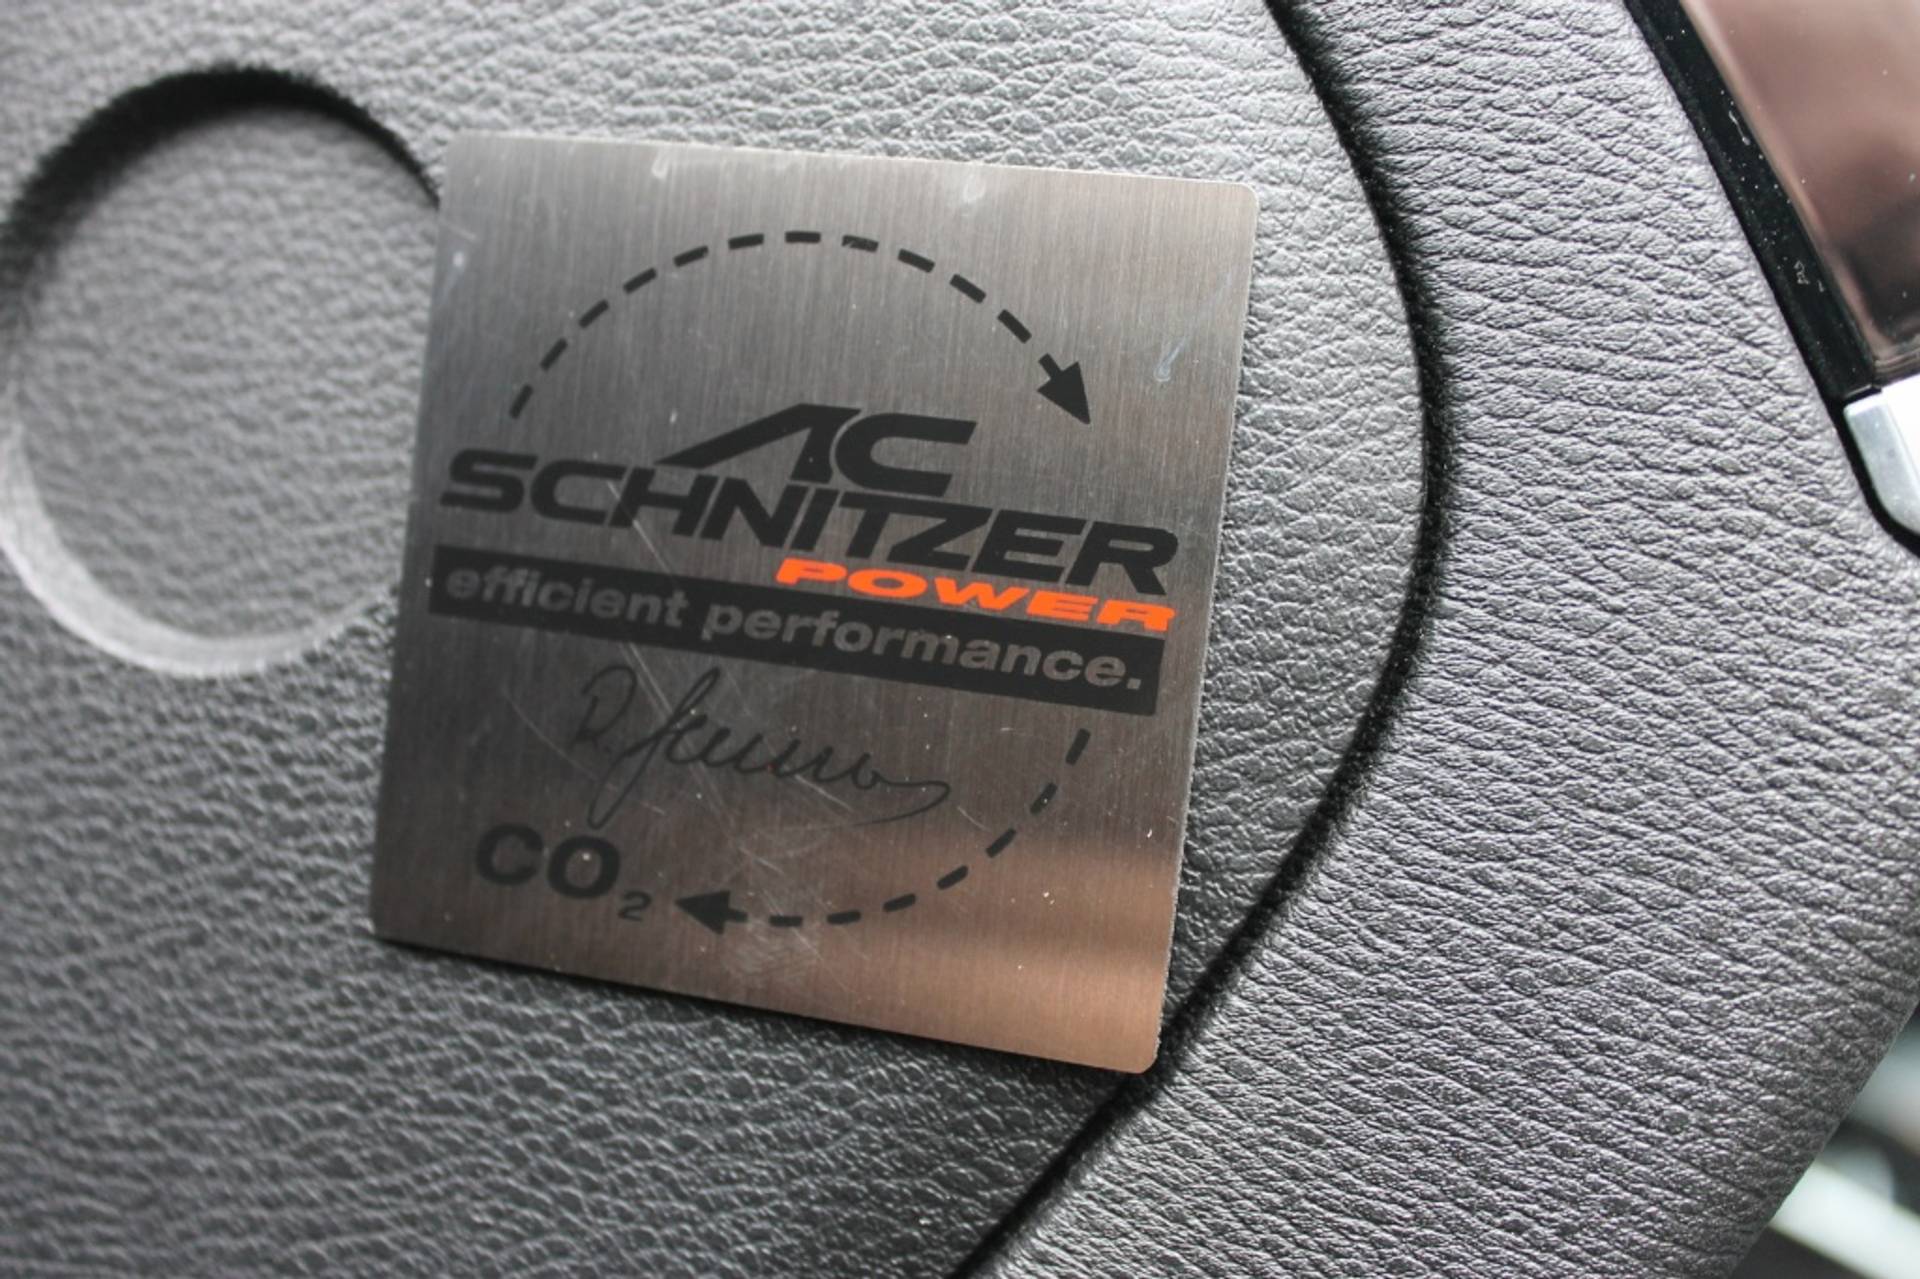 AC
SCHNITZER
POWER
efficient performance.
CO₂